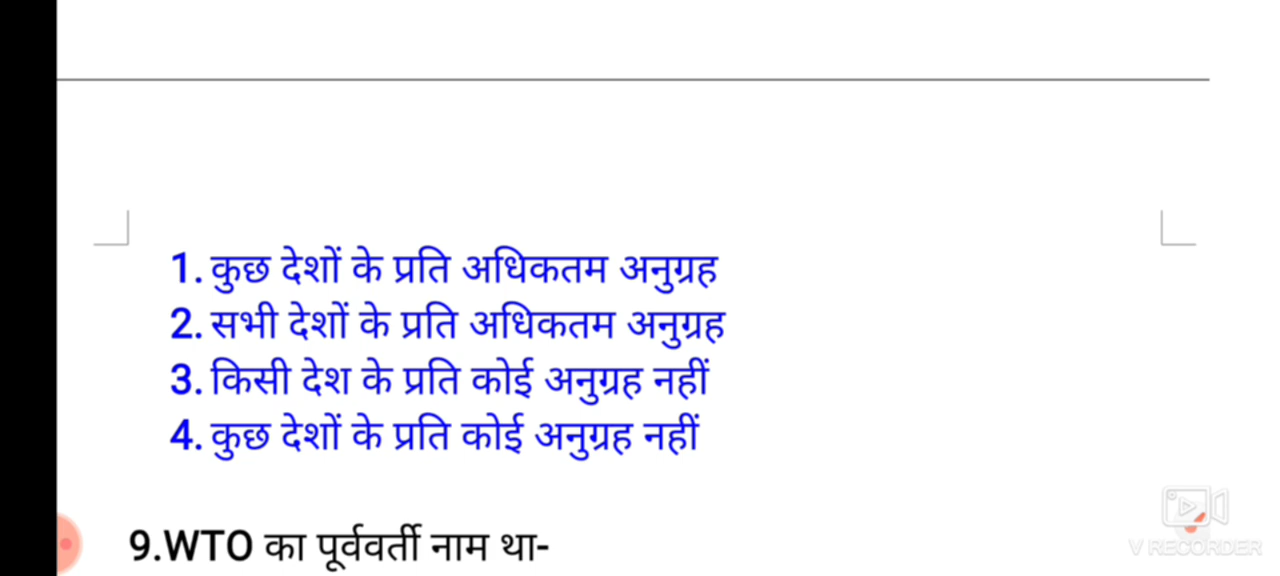 1. कुछ देशों के प्रति अधिकतम अनुग्रह
2. सभी देशों के प्रति अधिकतम अनुग्रह
3. किसी देश के प्रति कोई अनुग्रह नहीं
4. कुछ देशों के प्रति कोई अनुग्रह नहीं
9.WTO का पूर्ववर्ती नाम था-
V RECORDER